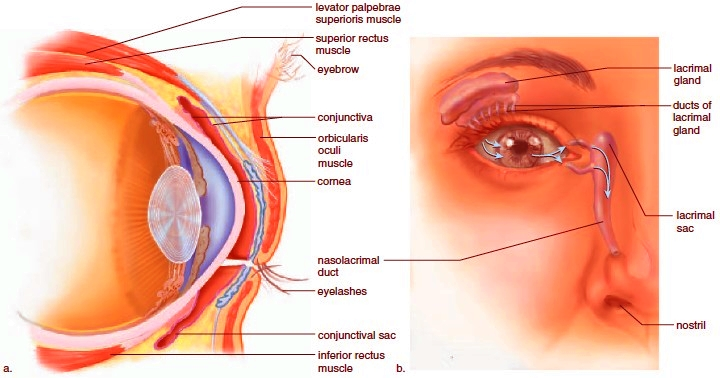 levator palpebrae
superioris muscle
superior rectus
muscle
eyebrow
conjunctiva
orbicularis
oculi
muscle
cornea
nasolacrimal
duct
eyelashes
conjunctival sac
inferior rectus
muscle
a.
lacrimal
gland
ducts of
lacrimal
gland
lacrimal
sac
nostril
b.